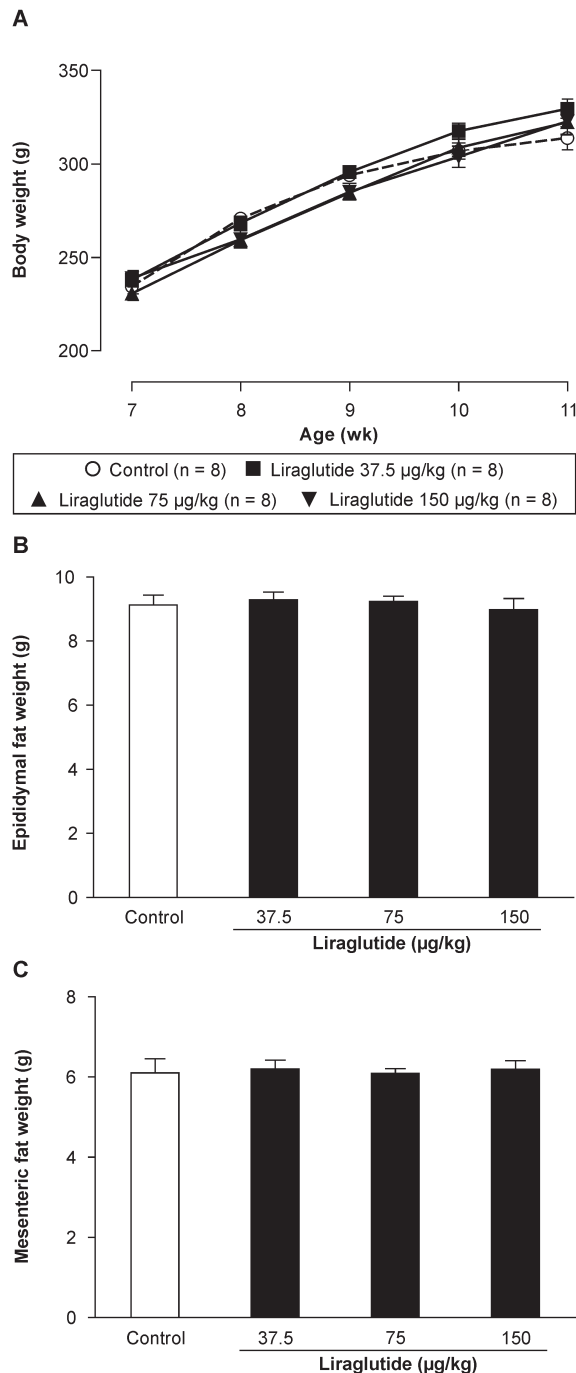 A
350
300
250
200
Body weight (g)
7 8 9 10 11
Age (wk)
Control (n = 8) Liraglutide 37.5 µg/kg (n = 8)
Liraglutide 75 µg/kg (n = 8) Liraglutide 150 µg/kg (n = 8)
B
10
8
6
4
2
0
Epididymal fat weight (g)
Control 37.5 75 150
Liraglutide (µg/kg)
C
8
6
4
2
0
Mesenteric fat weight (g)
Control 37.5 75 150
Liraglutide (µg/kg)